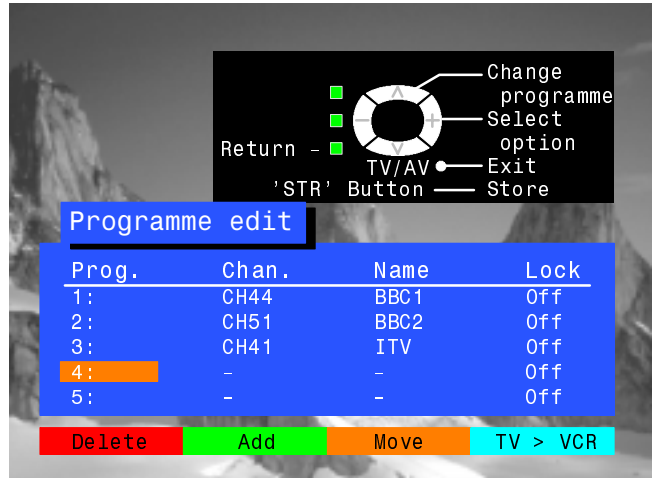 Change
programme
Select
option
Return –
TV/AV Exit
'STR' Button Store
Programme edit
Prog. Chan. Name Lock
1: CH44 BBC1 Off
2: CH51 BBC2 Off
3: CH41 ITV Off
4: – – Off
5: – – Off
Delete Add Move TV > VCR